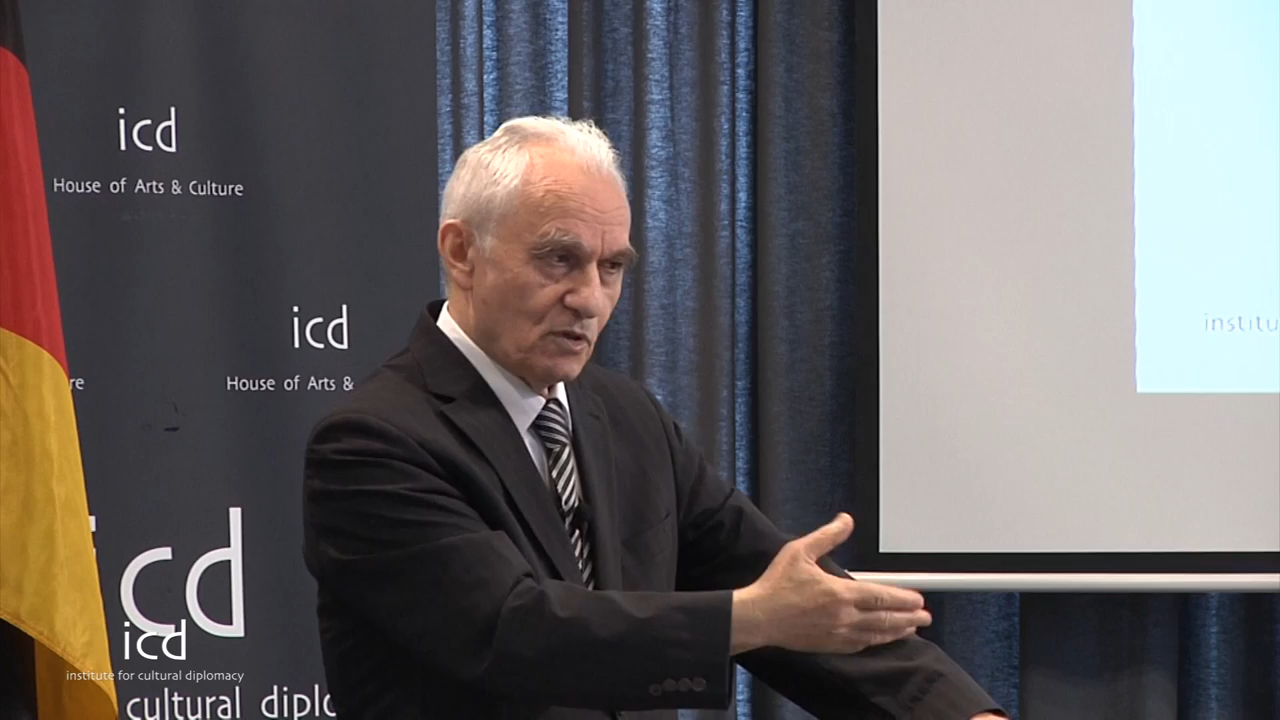 icd
House of Arts & Culture
icd
House of Arts &
re
institu
icd
icd
institute for cultural diplomacy
cultural diplo